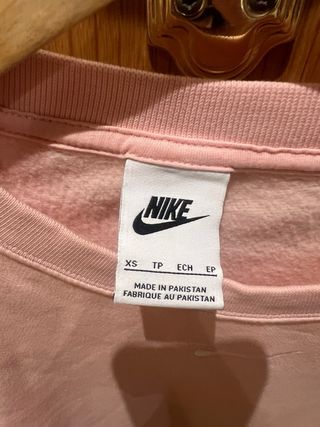 NIKE
XS TP ECH EP
MADE IN PAKISTAN
FABRIQUE AU PAKISTAN